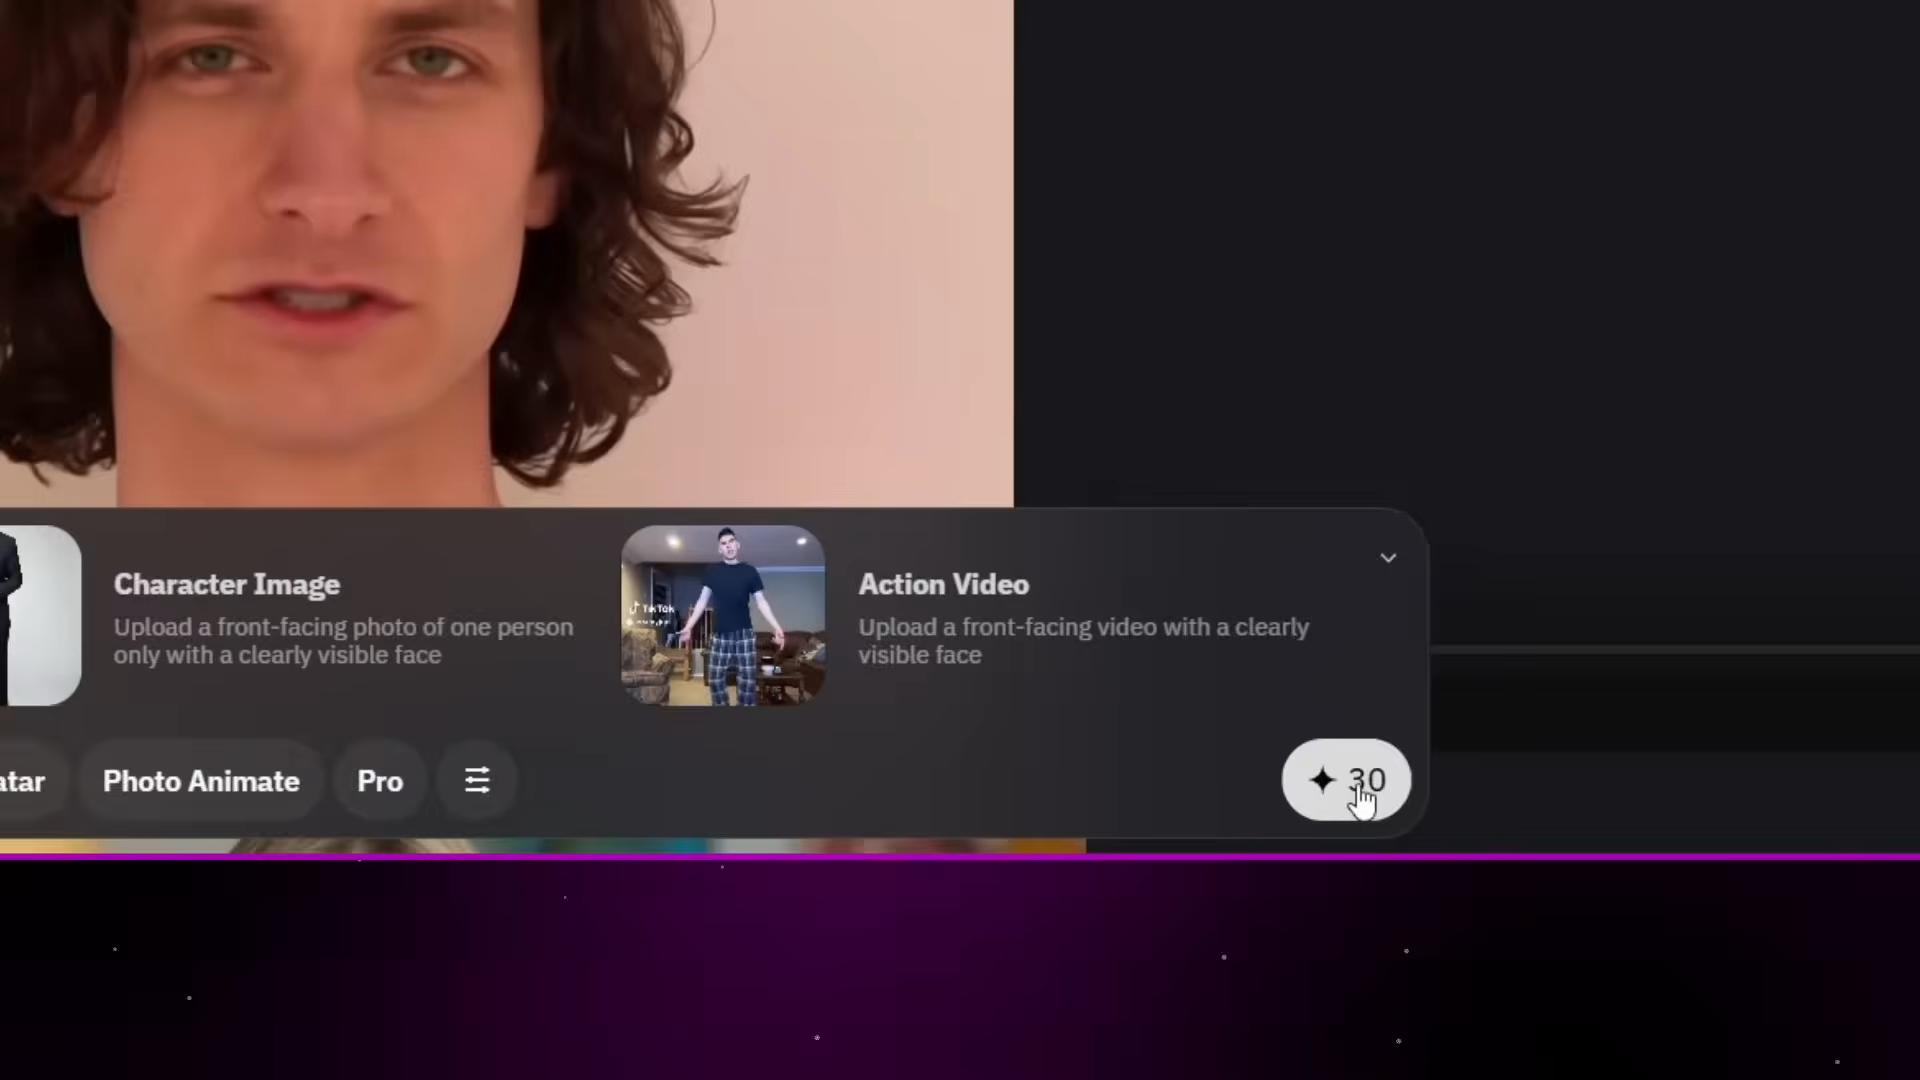 Character Image
Upload a front-facing photo of one person
only with a clearly visible face
TikTok
Action Video
Upload a front-facing video with a clearly
visible face
atar
Photo Animate
Pro
30